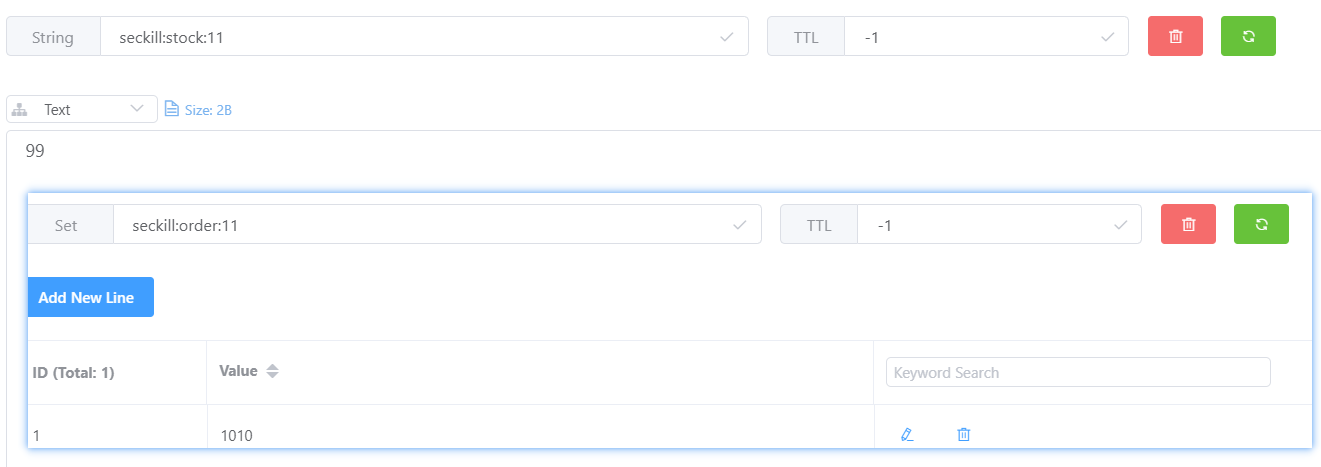 String seckill:stock:11 TTL -1
Text Size: 2B
99
Set seckill:order:11 TTL -1
Add New Line
ID (Total: 1) Value Keyword Search
1 1010